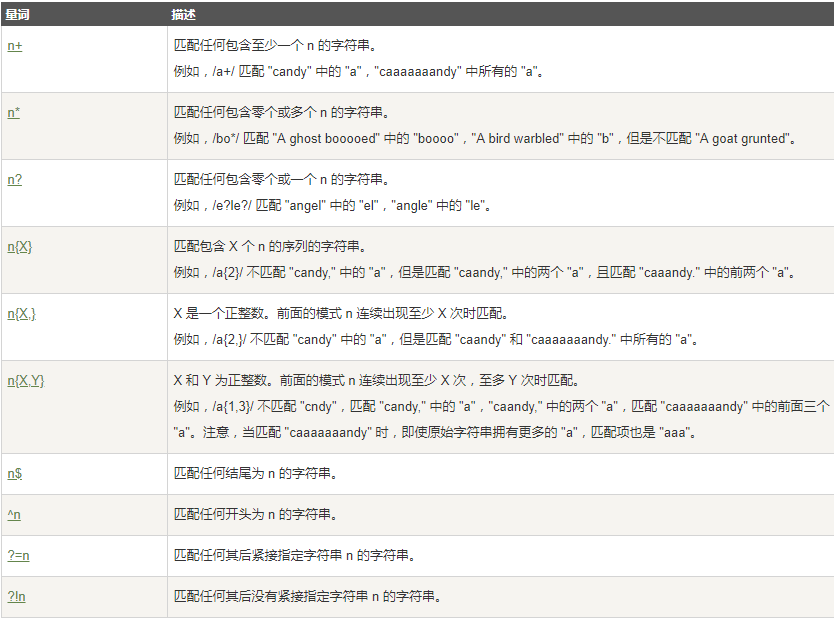 量词 描述
n+ 匹配任何包含至少一个 n 的字符串。
例如，/a+/ 匹配 "candy" 中的 "a"，"caaaaaaandy" 中所有的 "a"。
n* 匹配任何包含零个或多个 n 的字符串。
例如，/bo*/ 匹配 "A ghost booooed" 中的 "boooo"，"A bird warbled" 中的 "b"，但是不匹配 "A goat grunted"。
n? 匹配任何包含零个或一个 n 的字符串。
例如，/e?le?/ 匹配 "angel" 中的 "el"，"angle" 中的 "le"。
n{X} 匹配包含 X 个 n 的序列的字符串。
例如，/a{2}/ 不匹配 "candy," 中的 "a"，但是匹配 "caandy," 中的两个 "a"，且匹配 "caaandy." 中的前两个 "a"。
n{X,} X 是一个正整数。前面的模式 n 连续出现至少 X 次时匹配。
例如，/a{2,}/ 不匹配 "candy" 中的 "a"，但是匹配 "caandy" 和 "caaaaaaandy." 中所有的 "a"。
n{X,Y} X 和 Y 为正整数。前面的模式 n 连续出现至少 X 次，至多 Y 次时匹配。
例如，/a{1,3}/ 不匹配 "cndy"，匹配 "candy," 中的 "a"，"caandy," 中的两个 "a"，匹配 "caaaaaaandy" 中的前面三个
"a"。注意，当匹配 "caaaaaaandy" 时，即使原始字符串拥有更多的 "a"，匹配项也是 "aaa"。
n$ 匹配任何结尾为 n 的字符串。
^n 匹配任何开头为 n 的字符串。
?=n 匹配任何其后紧接指定字符串 n 的字符串。
?!n 匹配任何其后没有紧接指定字符串 n 的字符串。